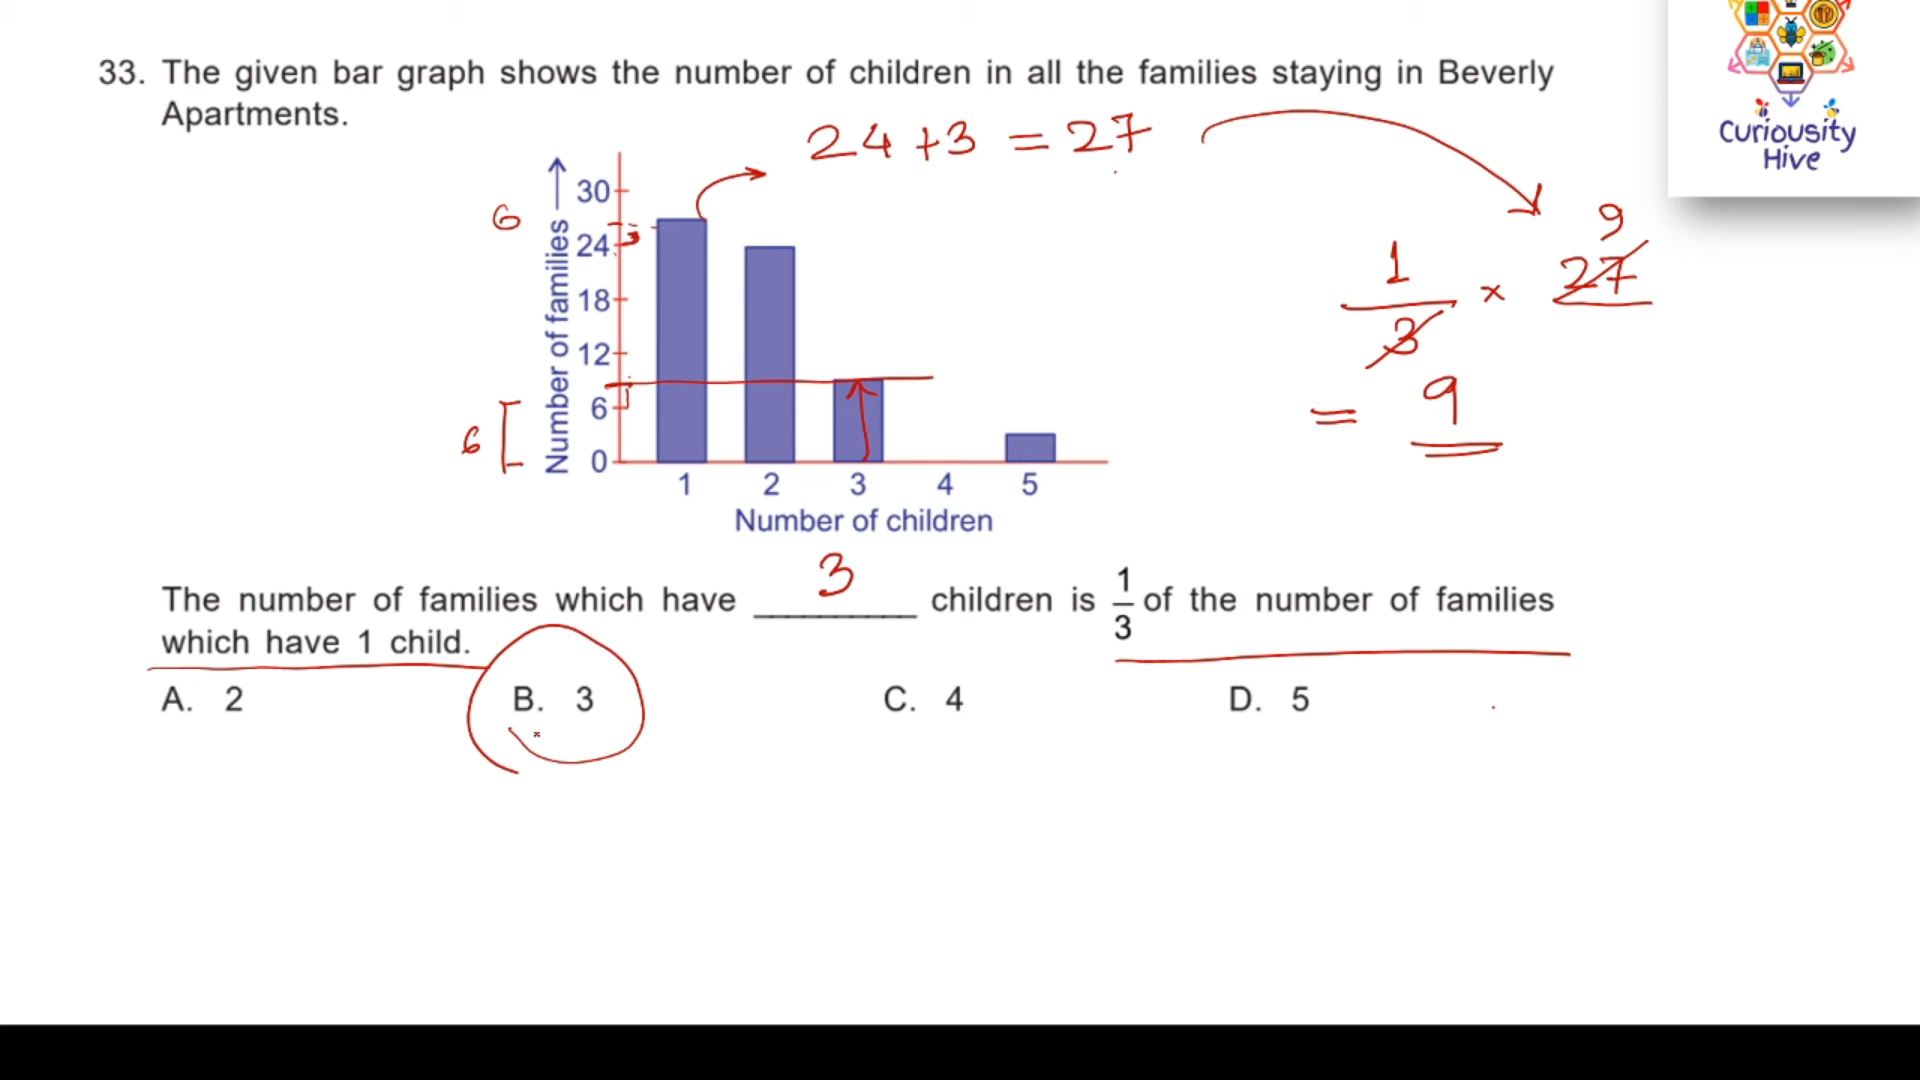 33. The given bar graph shows the number of children in all the families staying in Beverly
Apartments.
Curiousity
Hive
24 + 3 = 27
Number of families
30
24
18
12
6
0
6
3
6
1 2 3 4 5
Number of children
9
1/3 × 27
= 9
3
The number of families which have ________ children is 1/3 of the number of families
which have 1 child.
A. 2 B. 3 C. 4 D. 5